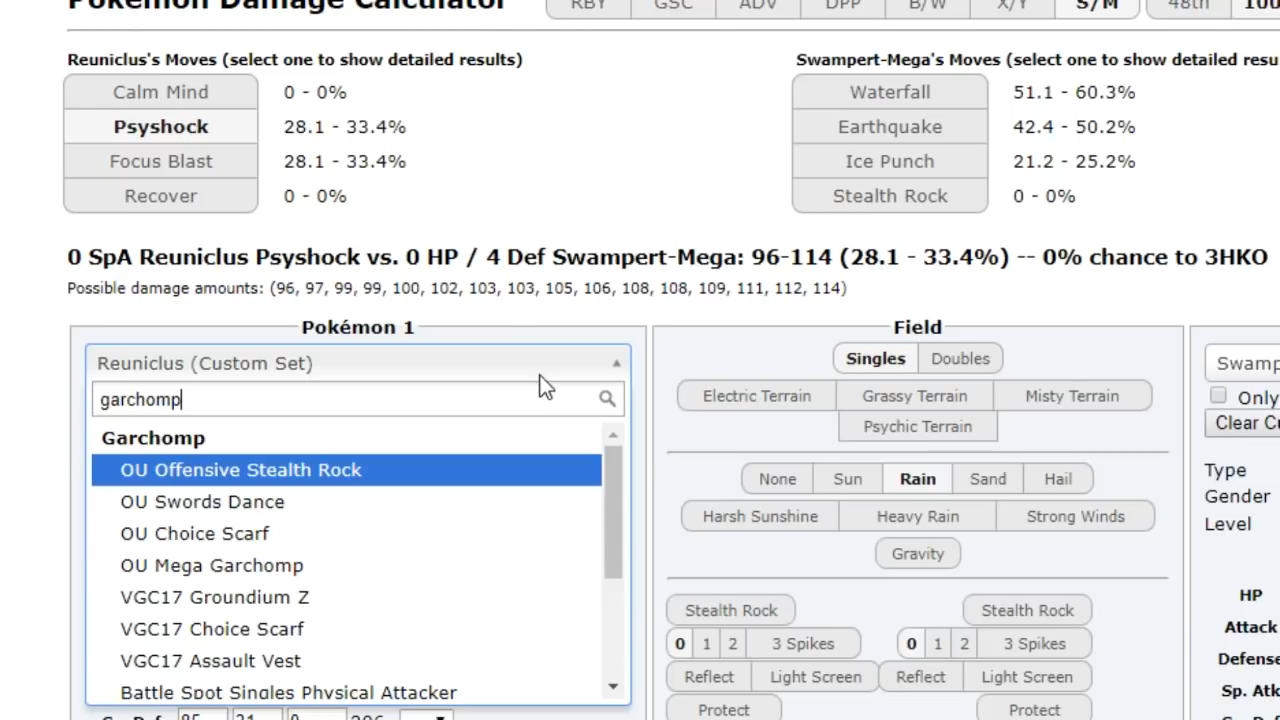 Pokémon Damage Calculator
RBY GSC ADV DPP B/W X/Y S/M 48th 100
Reuniclus's Moves (select one to show detailed results)
Swampert-Mega's Moves (select one to show detailed resu
Calm Mind 0 - 0%
Waterfall 51.1 - 60.3%
Psyshock 28.1 - 33.4%
Earthquake 42.4 - 50.2%
Focus Blast 28.1 - 33.4%
Ice Punch 21.2 - 25.2%
Recover 0 - 0%
Stealth Rock 0 - 0%
0 SpA Reuniclus Psyshock vs. 0 HP / 4 Def Swampert-Mega: 96-114 (28.1 - 33.4%) -- 0% chance to 3HKO
Possible damage amounts: (96, 97, 99, 99, 100, 102, 103, 103, 105, 106, 108, 108, 109, 111, 112, 114)
Pokémon 1
Reuniclus (Custom Set)
garchomp
Garchomp
OU Offensive Stealth Rock
OU Swords Dance
OU Choice Scarf
OU Mega Garchomp
VGC17 Groundium Z
VGC17 Choice Scarf
VGC17 Assault Vest
Battle Spot Singles Physical Attacker
Field
Singles Doubles
Electric Terrain Grassy Terrain Misty Terrain
Psychic Terrain
None Sun Rain Sand Hail
Harsh Sunshine Heavy Rain Strong Winds
Gravity
Stealth Rock Stealth Rock
0 1 2 3 Spikes 0 1 2 3 Spikes
Reflect Light Screen Reflect Light Screen
Protect Protect
Swamp
Only
Clear Cu
Type
Gender
Level
HP
Attack
Defense
Sp. Atk